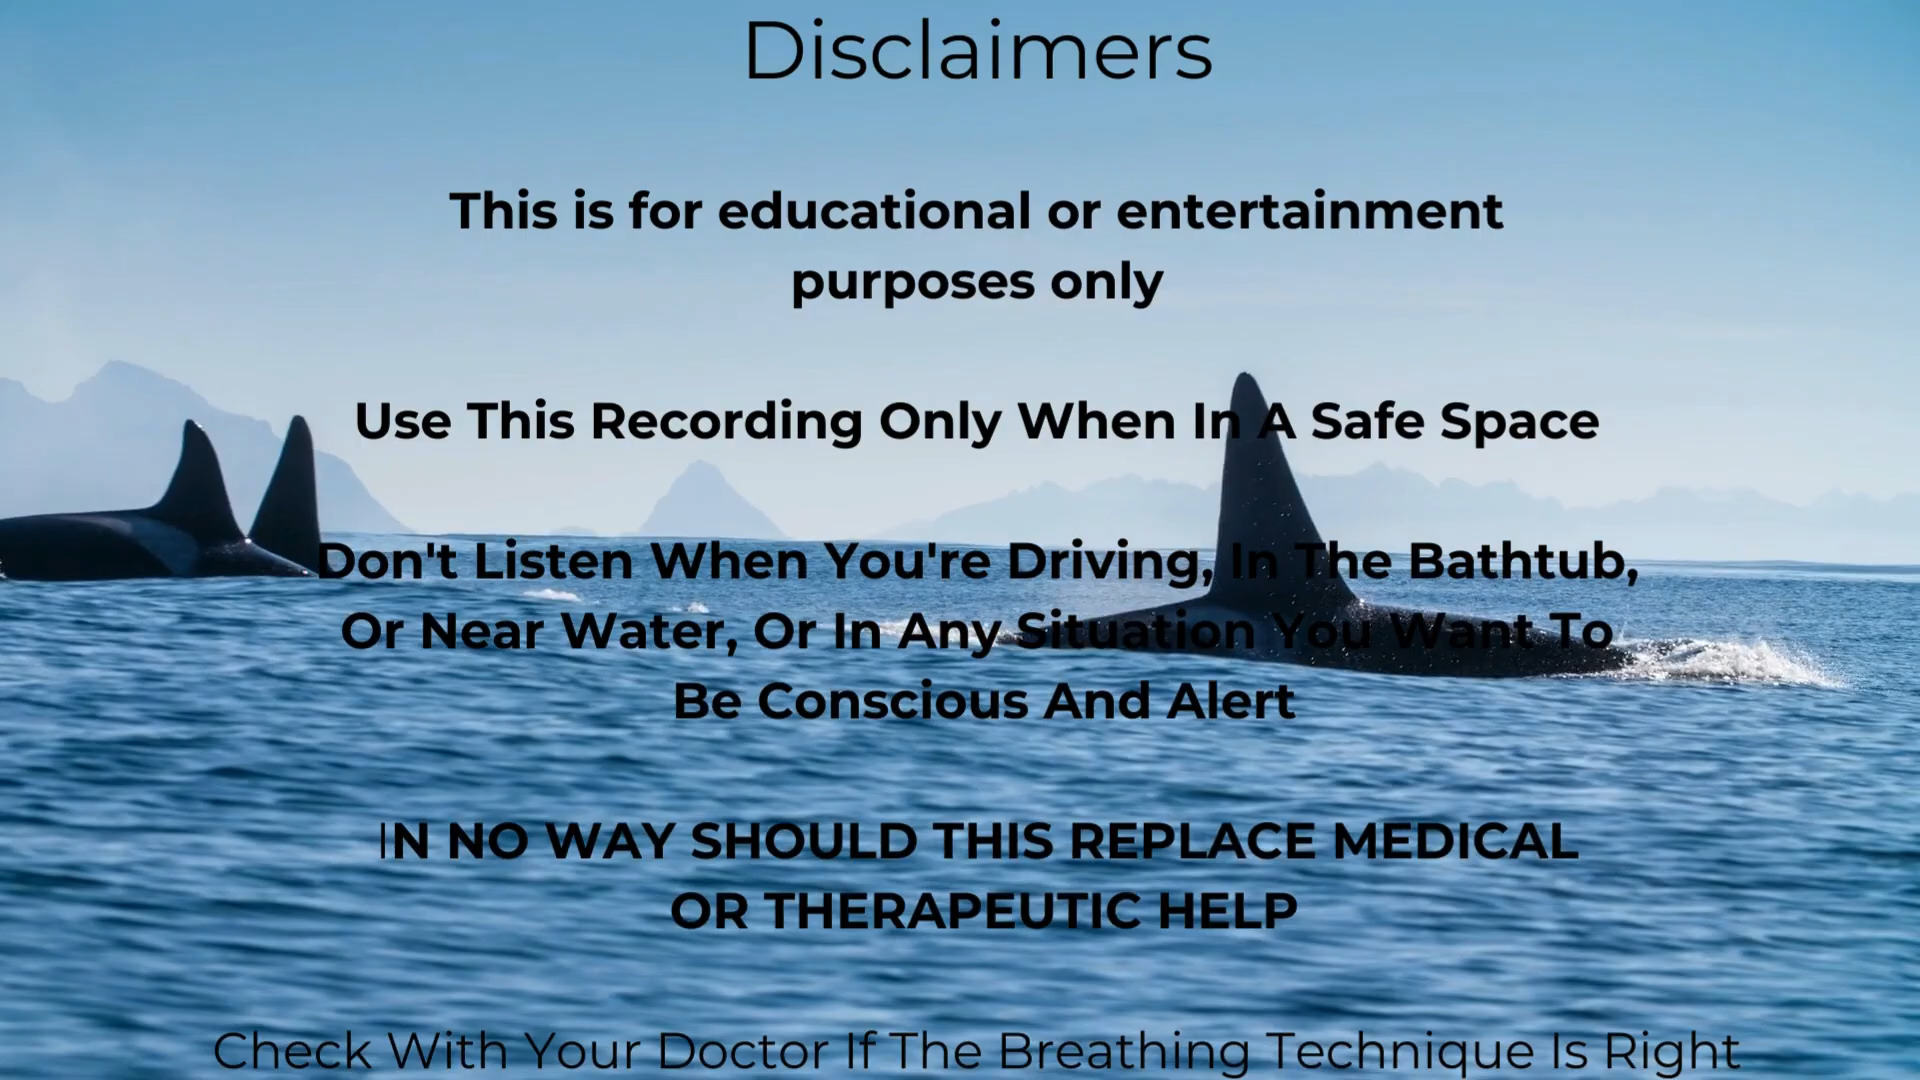 Disclaimers
This is for educational or entertainment
purposes only
Use This Recording Only When In A Safe Space
Don't Listen When You're Driving, In The Bathtub,
Or Near Water, Or In Any Situation You Want To
Be Conscious And Alert
IN NO WAY SHOULD THIS REPLACE MEDICAL
OR THERAPEUTIC HELP
Check With Your Doctor If The Breathing Technique Is Right